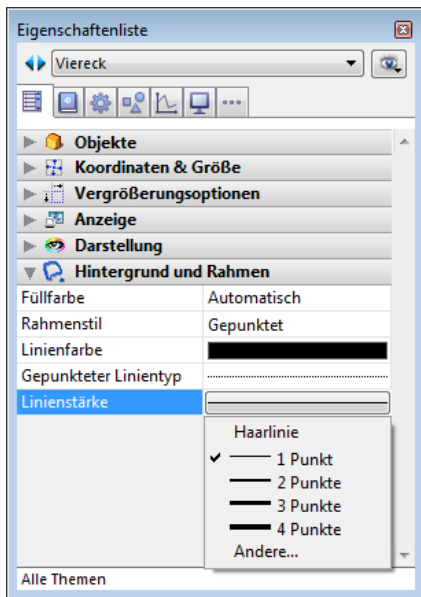 Eigenschaftenliste
Viereck
Objekte
Koordinaten & Größe
Vergrößerungsoptionen
Anzeige
Darstellung
Hintergrund und Rahmen
Füllfarbe Automatisch
Rahmenstil Gepunktet
Linienfarbe
Gepunkteter Linientyp
Linienstärke
Haarlinie
1 Punkt
2 Punkte
3 Punkte
4 Punkte
Andere...
Alle Themen